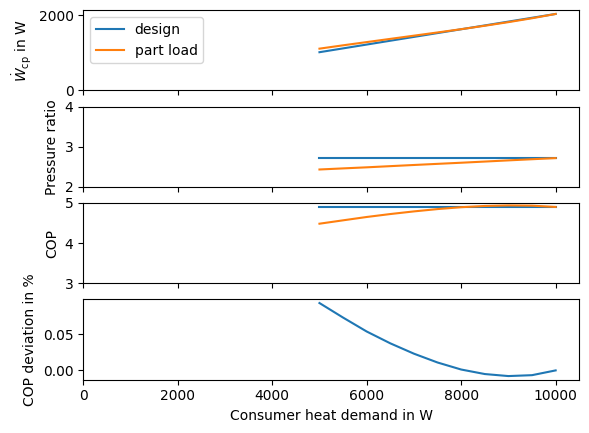 2000
0
Ẇcp in W
design
part load
4
3
2
Pressure ratio
5
4
3
COP
0.05
0.00
COP deviation in %
0 2000 4000 6000 8000 10000
Consumer heat demand in W